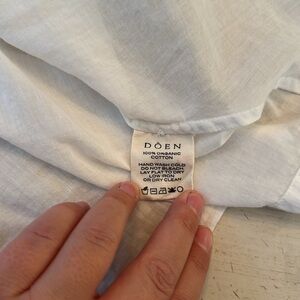 DÔEN
100% ORGANIC
COTTON
HAND WASH COLD
DO NOT BLEACH
LAY FLAT TO DRY
LOW IRON
OR DRY CLEAN